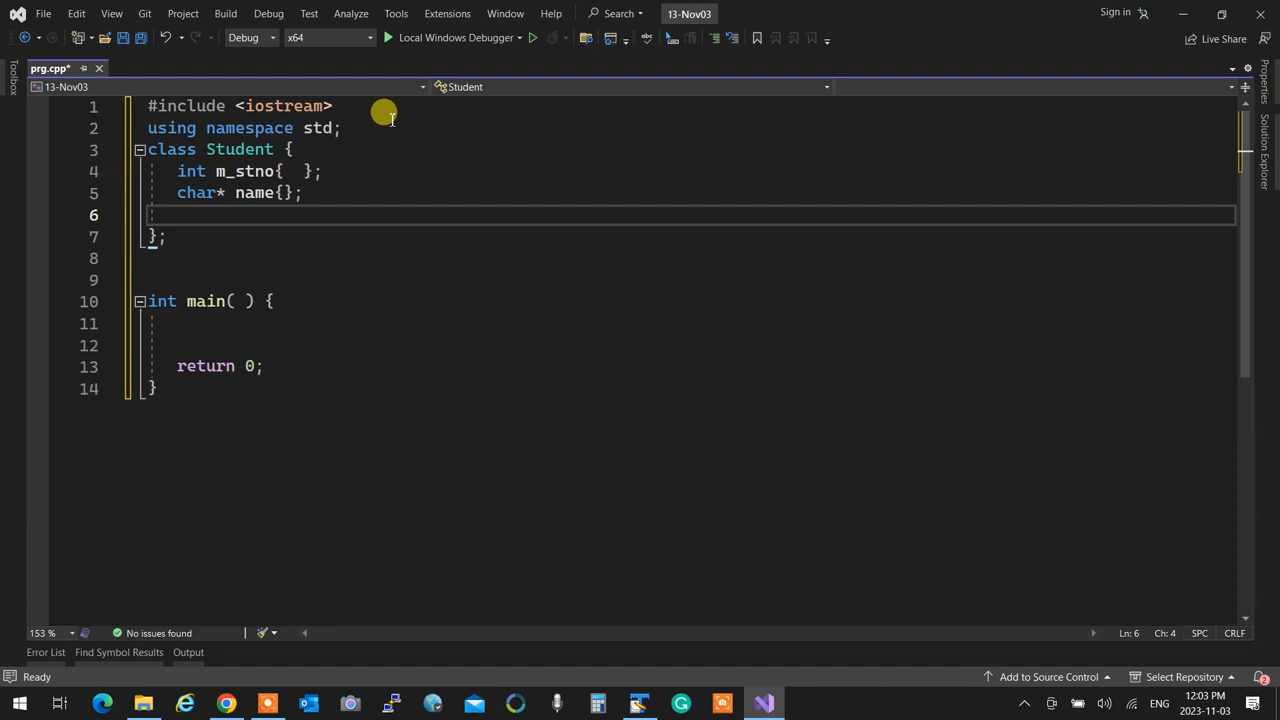 File Edit View Git Project Build Debug Test Analyze Tools Extensions Window Help Search 13-Nov03 Sign in
Debug x64 Local Windows Debugger Live Share
prg.cpp*
13-Nov03 Student
Toolbox
Properties
Solution Explorer
1 #include <iostream>
2 using namespace std;
3 class Student {
4 int m_stno{  };
5 char* name{};
6
7 };
8
9
10 int main( ) {
11
12
13 return 0;
14 }
153 % No issues found Ln: 6 Ch: 4 SPC CRLF
Error List Find Symbol Results Output
Ready Add to Source Control Select Repository 2
ENG 12:03 PM
2023-11-03